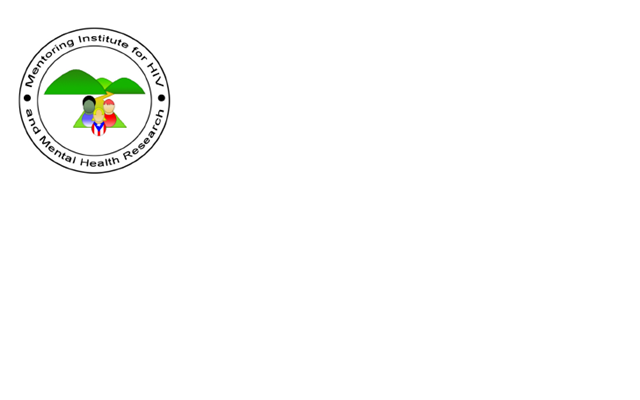 Mentoring Institute for HIV
and Mental Health Research